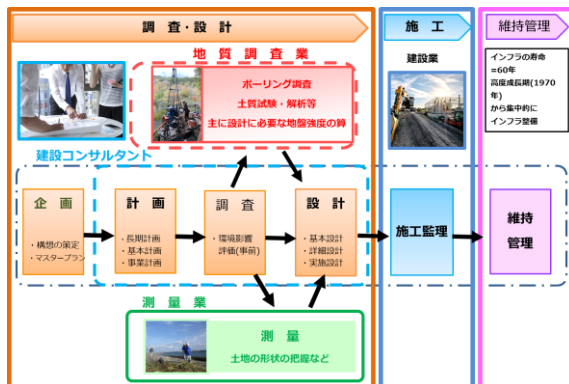 調査・設計
施工
維持管理
地質調査業
ボーリング調査
土質試験・解析等
主に設計に必要な地盤強度の算
建設業
インフラの寿命
=60年
高度成長期(1970
年)
から集中的に
インフラ整備
建設コンサルタント
企画
・構想の策定
・マスタープラン
計画
・長期計画
・基本計画
・事業計画
調査
・環境影響
評価(事前)
設計
・基本設計
・詳細設計
・実施設計
施工監理
維持
管理
測量業
測量
土地の形状の把握など